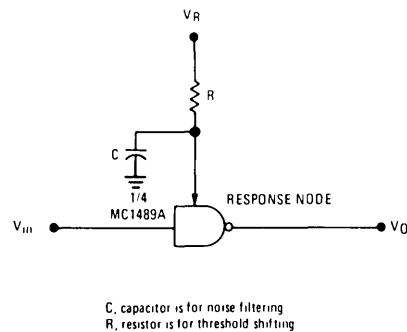 VR
R
C
1/4
MC1489A
RESPONSE NODE
Vin
VO
C, capacitor is for noise filtering
R, resistor is for threshold shifting